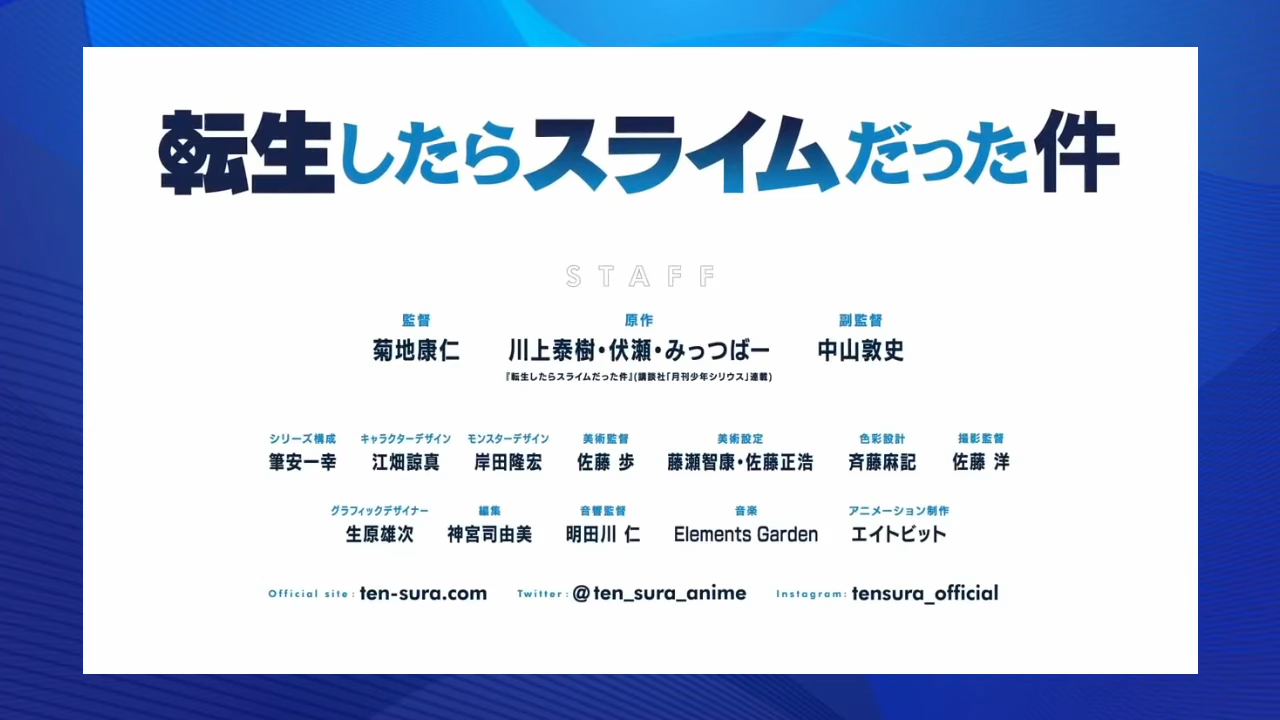 転生したらスライムだった件
STAFF
監督 原作 副監督
菊地康仁 川上泰樹・伏瀬・みっつばー 中山敦史
『転生したらスライムだった件』(講談社「月刊少年シリウス」連載)
シリーズ構成 キャラクターデザイン モンスターデザイン 美術監督 美術設定 色彩設計 撮影監督
筆安一幸 江畑諒真 岸田隆宏 佐藤 歩 藤瀬智康・佐藤正浩 斉藤麻記 佐藤 洋
グラフィックデザイナー 編集 音響監督 音楽 アニメーション制作
生原雄次 神宮司由美 明田川 仁 Elements Garden エイトビット
Official site : ten-sura.com Twitter : @ten_sura_anime Instagram: tensura_official